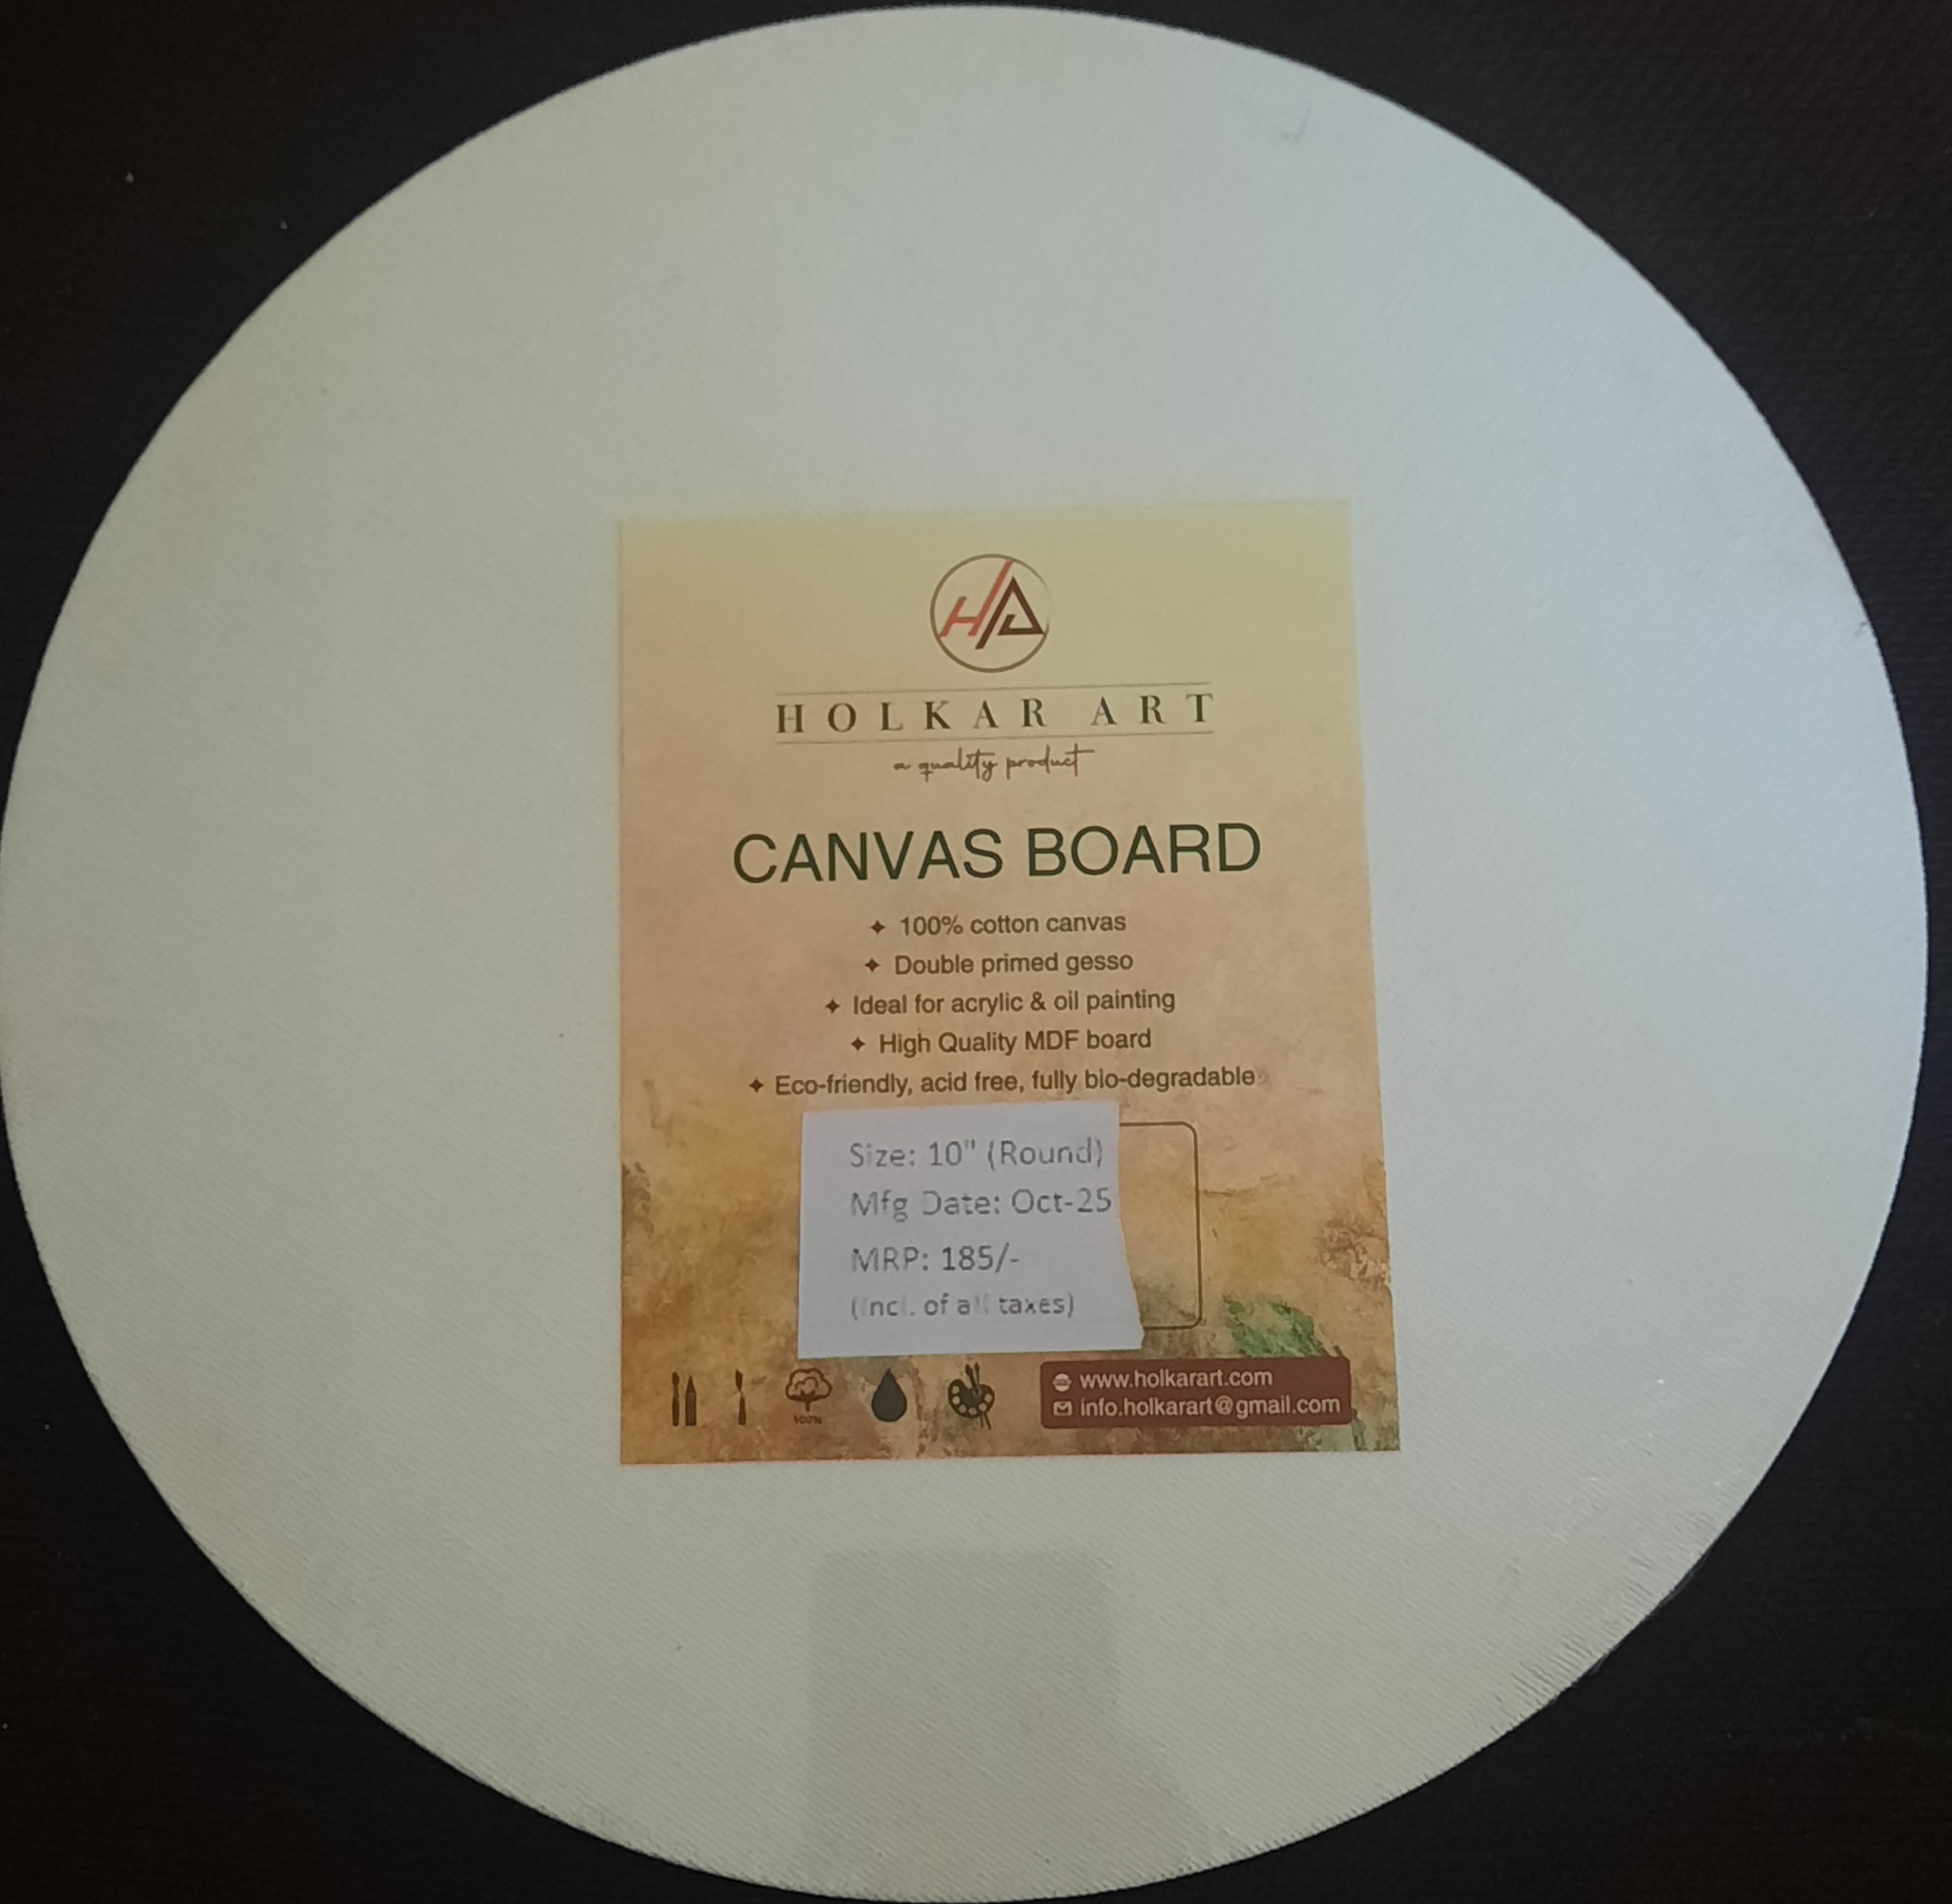 HA
HOLKAR ART
a quality product
CANVAS BOARD
100% cotton canvas
Double primed gesso
Ideal for acrylic & oil painting
High Quality MDF board
Eco-friendly, acid free, fully bio-degradable
Size: 10" (Round)
Mfg Date: Oct-25
MRP: 185/-
(incl. of all taxes)
100%
www.holkarart.com
info.holkarart@gmail.com